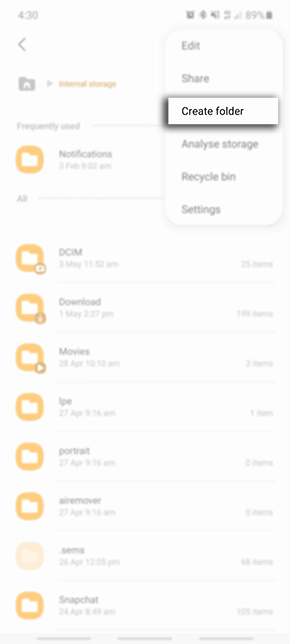 4:30
89%
Edit
Share
Create folder
Analyse storage
Recycle bin
Settings
Internal storage
Frequently used
Notifications
3 Feb 9:02 am
All
DCIM
3 May 11:52 am
25 items
Download
1 May 2:27 pm
199 items
Movies
28 Apr 10:10 am
3 items
lpe
27 Apr 9:16 am
1 item
portrait
27 Apr 9:16 am
0 items
airemover
27 Apr 9:16 am
0 items
.sems
26 Apr 12:05 pm
68 items
Snapchat
24 Apr 8:49 am
105 items